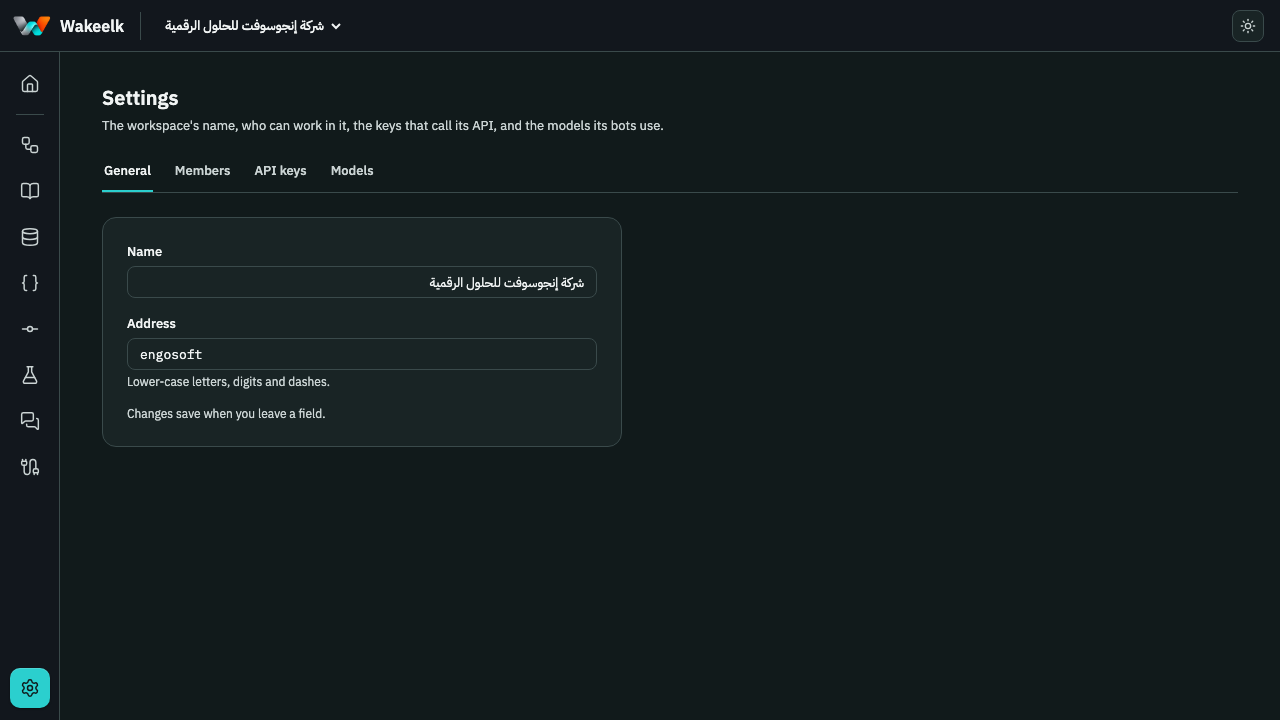 Wakeelk
شركة إنجوسوفت للحلول الرقمية
Settings
The workspace's name, who can work in it, the keys that call its API, and the models its bots use.
General
Members
API keys
Models
Name
شركة إنجوسوفت للحلول الرقمية
Address
engosoft
Lower-case letters, digits and dashes.
Changes save when you leave a field.